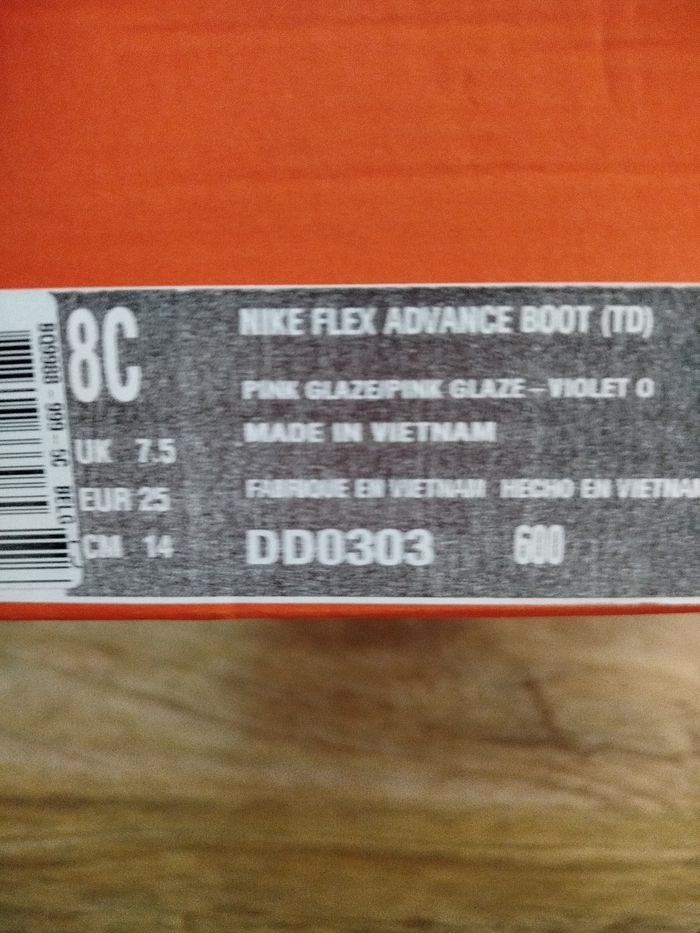 8C
UK 7.5
EUR 25
CM 14
NIKE FLEX ADVANCE BOOT (TD)
PINK GLAZE/PINK GLAZE-VIOLET O
MADE IN VIETNAM
FABRIQUE EN VIETNAM HECHO EN VIETNA
DD0303 600